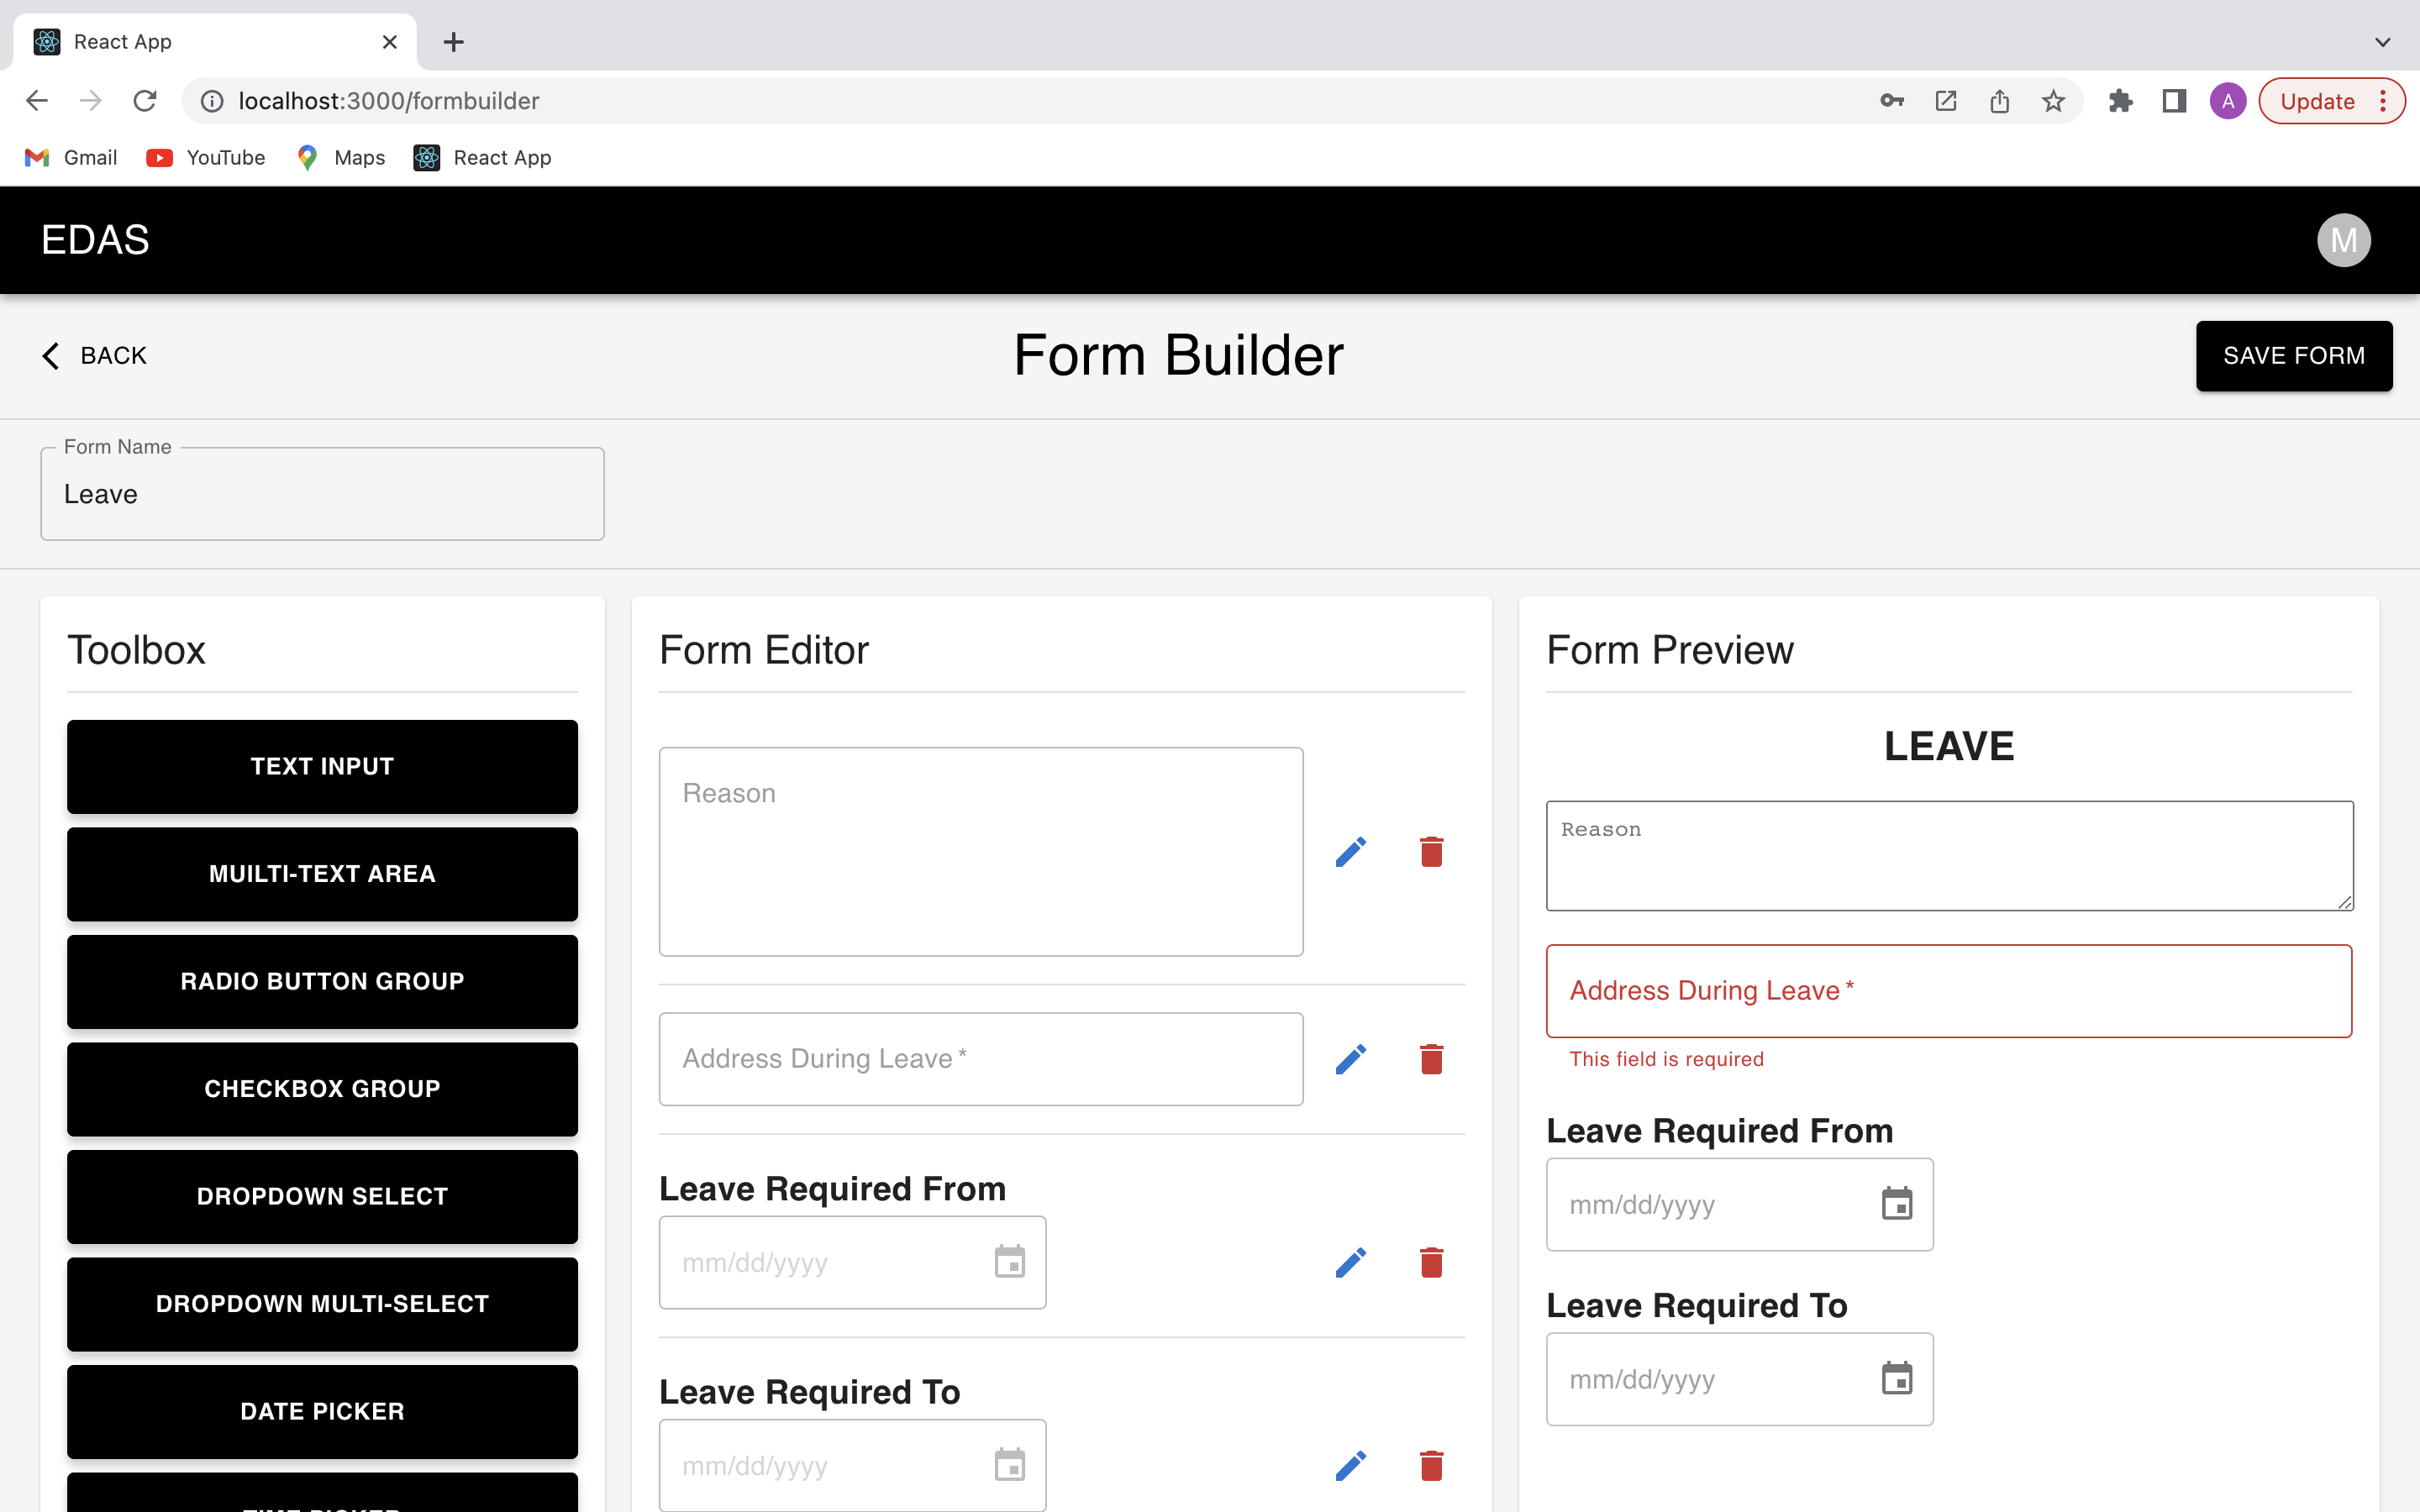 React App
localhost:3000/formbuilder
A
Update
Gmail
YouTube
Maps
React App
EDAS
M
BACK
Form Builder
SAVE FORM
Form Name
Leave
Toolbox
TEXT INPUT
MUILTI-TEXT AREA
RADIO BUTTON GROUP
CHECKBOX GROUP
DROPDOWN SELECT
DROPDOWN MULTI-SELECT
DATE PICKER
TIME PICKER
Form Editor
Reason
Address During Leave *
Leave Required From
mm/dd/yyyy
Leave Required To
mm/dd/yyyy
Form Preview
LEAVE
Reason
Address During Leave *
This field is required
Leave Required From
mm/dd/yyyy
Leave Required To
mm/dd/yyyy